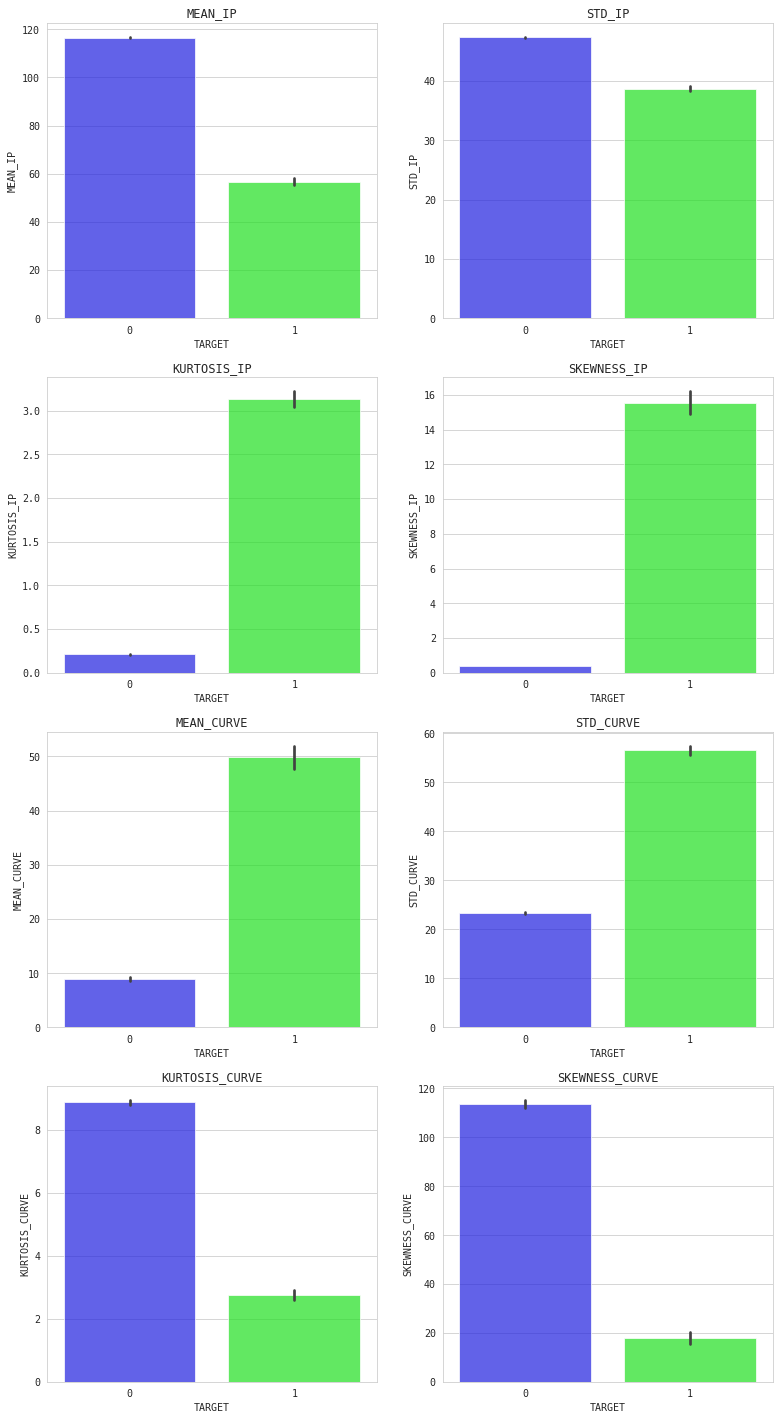 MEAN_IP
120
100
80
60
40
20
0
MEAN_IP
0 1
TARGET
STD_IP
40
30
20
10
0
STD_IP
0 1
TARGET
KURTOSIS_IP
3.0
2.5
2.0
1.5
1.0
0.5
0.0
KURTOSIS_IP
0 1
TARGET
SKEWNESS_IP
16
14
12
10
8
6
4
2
0
SKEWNESS_IP
0 1
TARGET
MEAN_CURVE
50
40
30
20
10
0
MEAN_CURVE
0 1
TARGET
STD_CURVE
60
50
40
30
20
10
0
STD_CURVE
0 1
TARGET
KURTOSIS_CURVE
8
6
4
2
0
KURTOSIS_CURVE
0 1
TARGET
SKEWNESS_CURVE
120
100
80
60
40
20
0
SKEWNESS_CURVE
0 1
TARGET